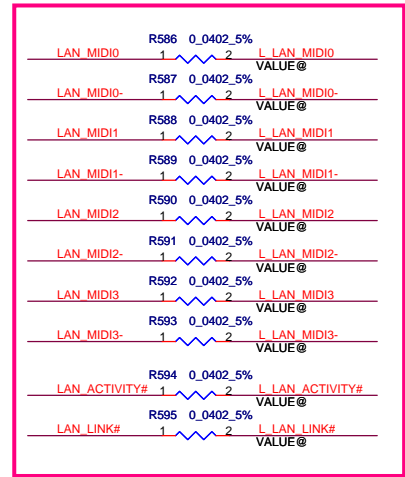 R586 0_0402_5%
LAN_MIDI0 1 2 L_LAN_MIDI0
VALUE@
R587 0_0402_5%
LAN_MIDI0- 1 2 L_LAN_MIDI0-
VALUE@
R588 0_0402_5%
LAN_MIDI1 1 2 L_LAN_MIDI1
VALUE@
R589 0_0402_5%
LAN_MIDI1- 1 2 L_LAN_MIDI1-
VALUE@
R590 0_0402_5%
LAN_MIDI2 1 2 L_LAN_MIDI2
VALUE@
R591 0_0402_5%
LAN_MIDI2- 1 2 L_LAN_MIDI2-
VALUE@
R592 0_0402_5%
LAN_MIDI3 1 2 L_LAN_MIDI3
VALUE@
R593 0_0402_5%
LAN_MIDI3- 1 2 L_LAN_MIDI3-
VALUE@
R594 0_0402_5%
LAN_ACTIVITY# 1 2 L_LAN_ACTIVITY#
VALUE@
R595 0_0402_5%
LAN_LINK# 1 2 L_LAN_LINK#
VALUE@